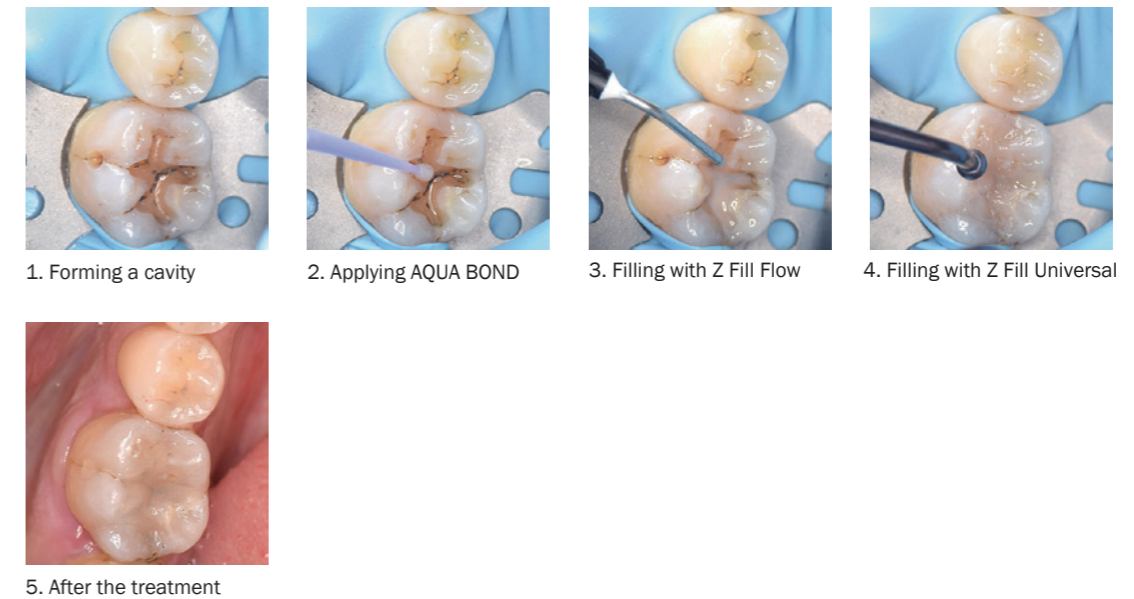 1. Forming a cavity
2. Applying AQUA BOND
3. Filling with Z Fill Flow
4. Filling with Z Fill Universal
5. After the treatment